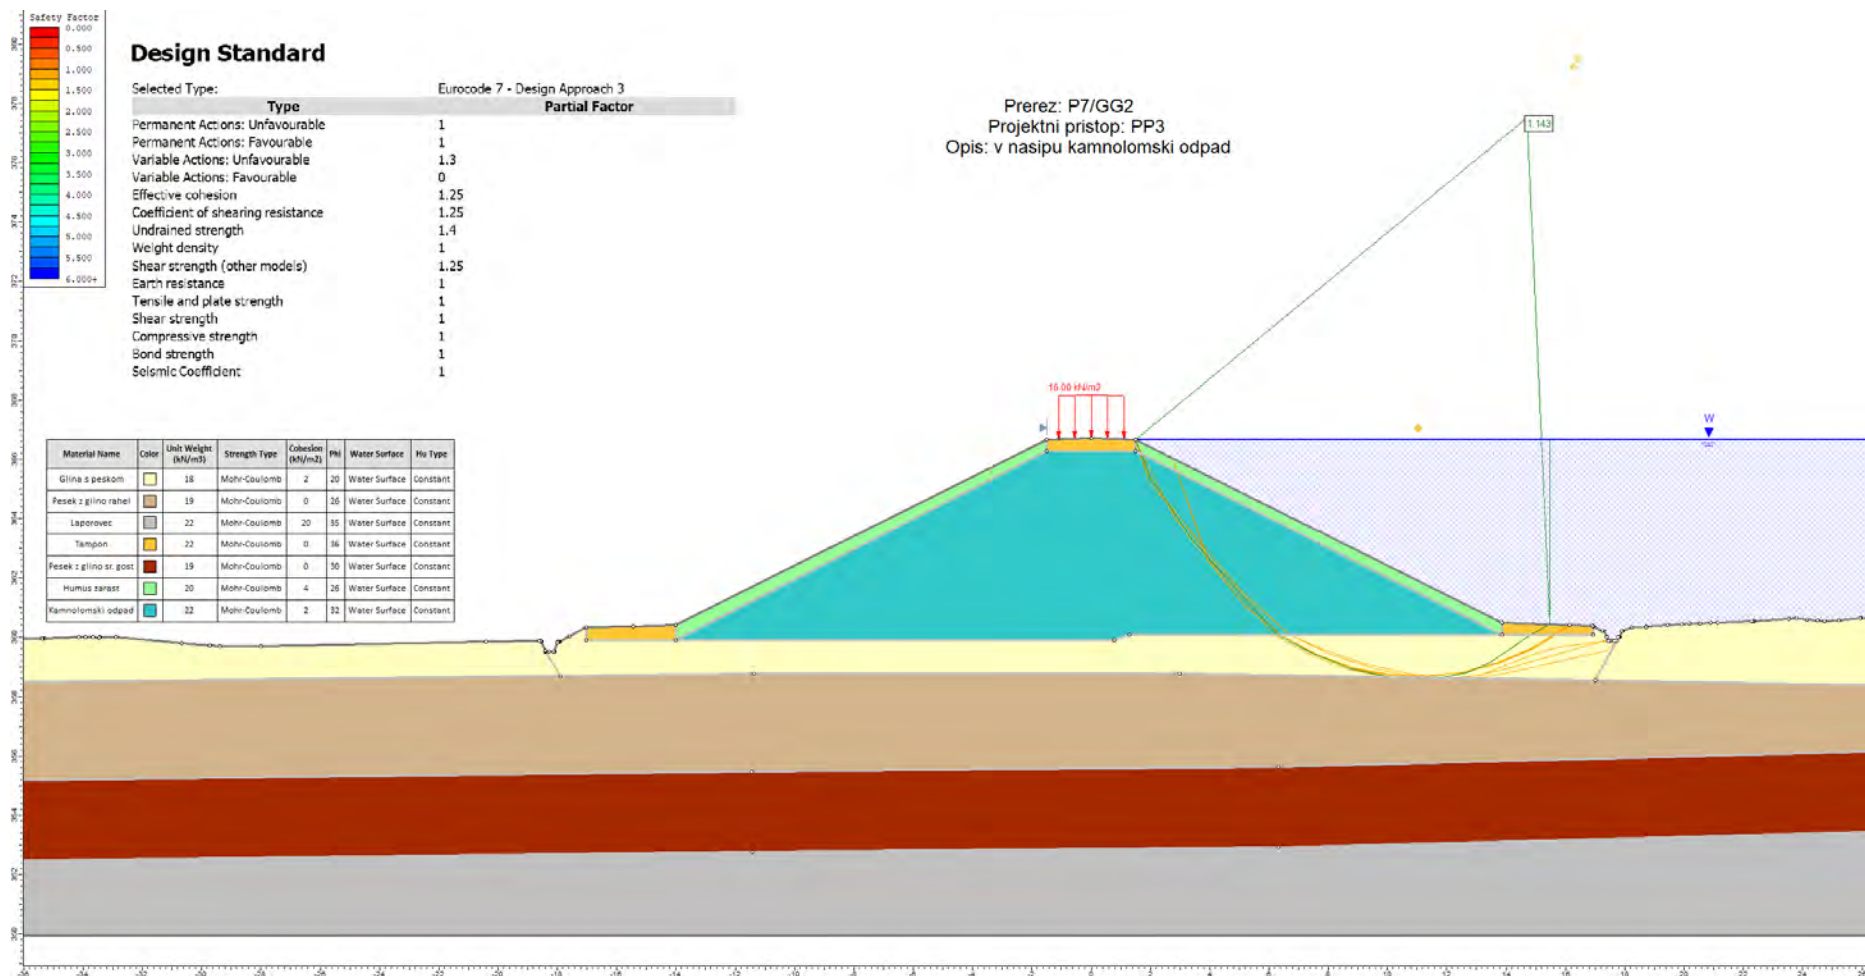 Safety Factor
0.000
0.500
1.000
1.500
2.000
2.500
3.000
3.500
4.000
4.500
5.000
5.500
6.000+
Design Standard
Selected Type: Eurocode 7 - Design Approach 3
Type Partial Factor
Permanent Actions: Unfavourable 1
Permanent Actions: Favourable 1
Variable Actions: Unfavourable 1.3
Variable Actions: Favourable 0
Effective cohesion 1.25
Coefficient of shearing resistance 1.25
Undrained strength 1.4
Weight density 1
Shear strength (other models) 1.25
Earth resistance 1
Tensile and plate strength 1
Shear strength 1
Compressive strength 1
Bond strength 1
Seismic Coefficient 1
Prerez: P7/GG2
Projektni pristop: PP3
Opis: v nasipu kamnolomski odpad
1.143
W
Material Name Color Unit Weight (kN/m3) Strength Type Cohesion (kN/m2) Phi Water Surface Hu Type
Glina s peskom 18 Mohr-Coulomb 2 20 Water Surface Constant
Pesek z glino rahel 19 Mohr-Coulomb 0 26 Water Surface Constant
Laporovec 22 Mohr-Coulomb 20 35 Water Surface Constant
Tampon 22 Mohr-Coulomb 0 36 Water Surface Constant
Pesek z glino sr. gost 19 Mohr-Coulomb 0 30 Water Surface Constant
Humus zarast 20 Mohr-Coulomb 4 26 Water Surface Constant
Kamnolomski odpad 22 Mohr-Coulomb 2 32 Water Surface Constant